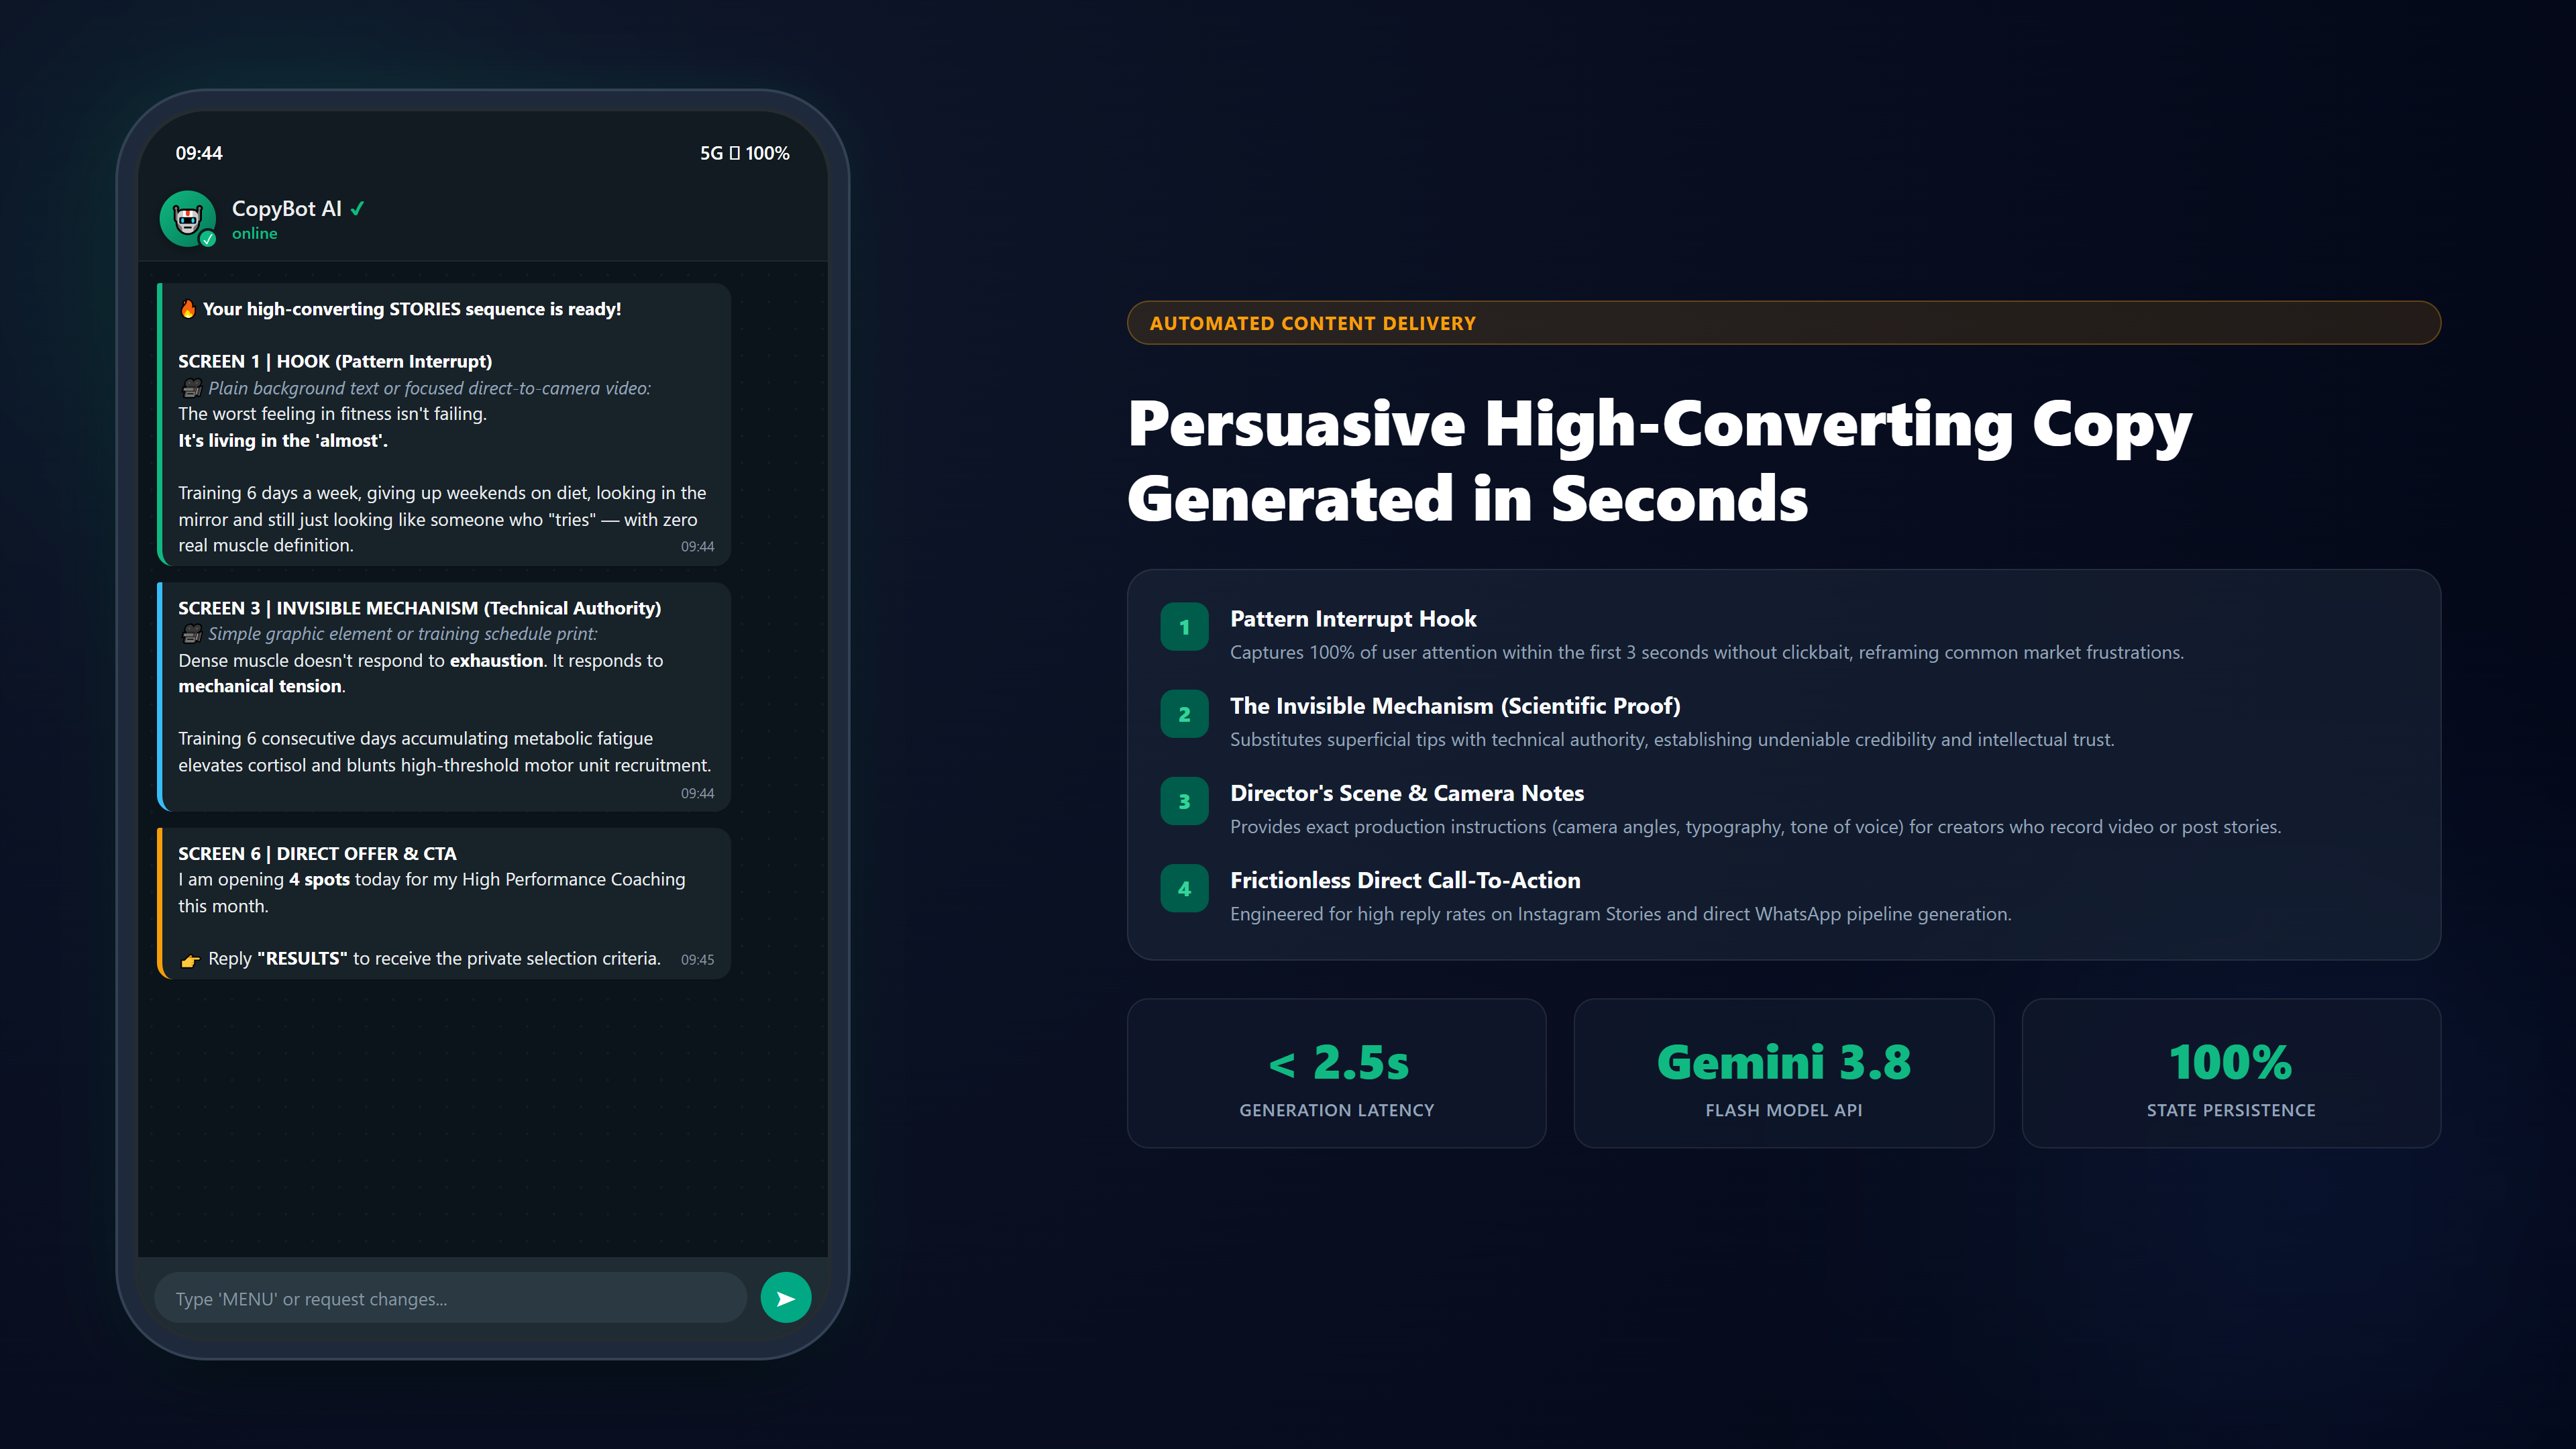 09:44
5G 100%
CopyBot AI ✓
online
🔥 Your high-converting STORIES sequence is ready!
SCREEN 1 | HOOK (Pattern Interrupt)
🎥 Plain background text or focused direct-to-camera video:
The worst feeling in fitness isn't failing.
It's living in the 'almost'.
Training 6 days a week, giving up weekends on diet, looking in the
mirror and still just looking like someone who "tries" — with zero
real muscle definition.
09:44
SCREEN 3 | INVISIBLE MECHANISM (Technical Authority)
🎥 Simple graphic element or training schedule print:
Dense muscle doesn't respond to exhaustion. It responds to
mechanical tension.
Training 6 consecutive days accumulating metabolic fatigue
elevates cortisol and blunts high-threshold motor unit recruitment.
09:44
SCREEN 6 | DIRECT OFFER & CTA
I am opening 4 spots today for my High Performance Coaching
this month.
👉 Reply "RESULTS" to receive the private selection criteria.
09:45
Type 'MENU' or request changes...
AUTOMATED CONTENT DELIVERY
Persuasive High-Converting Copy
Generated in Seconds
1
Pattern Interrupt Hook
Captures 100% of user attention within the first 3 seconds without clickbait, reframing common market frustrations.
2
The Invisible Mechanism (Scientific Proof)
Substitutes superficial tips with technical authority, establishing undeniable credibility and intellectual trust.
3
Director's Scene & Camera Notes
Provides exact production instructions (camera angles, typography, tone of voice) for creators who record video or post stories.
4
Frictionless Direct Call-To-Action
Engineered for high reply rates on Instagram Stories and direct WhatsApp pipeline generation.
< 2.5s
GENERATION LATENCY
Gemini 3.8
FLASH MODEL API
100%
STATE PERSISTENCE